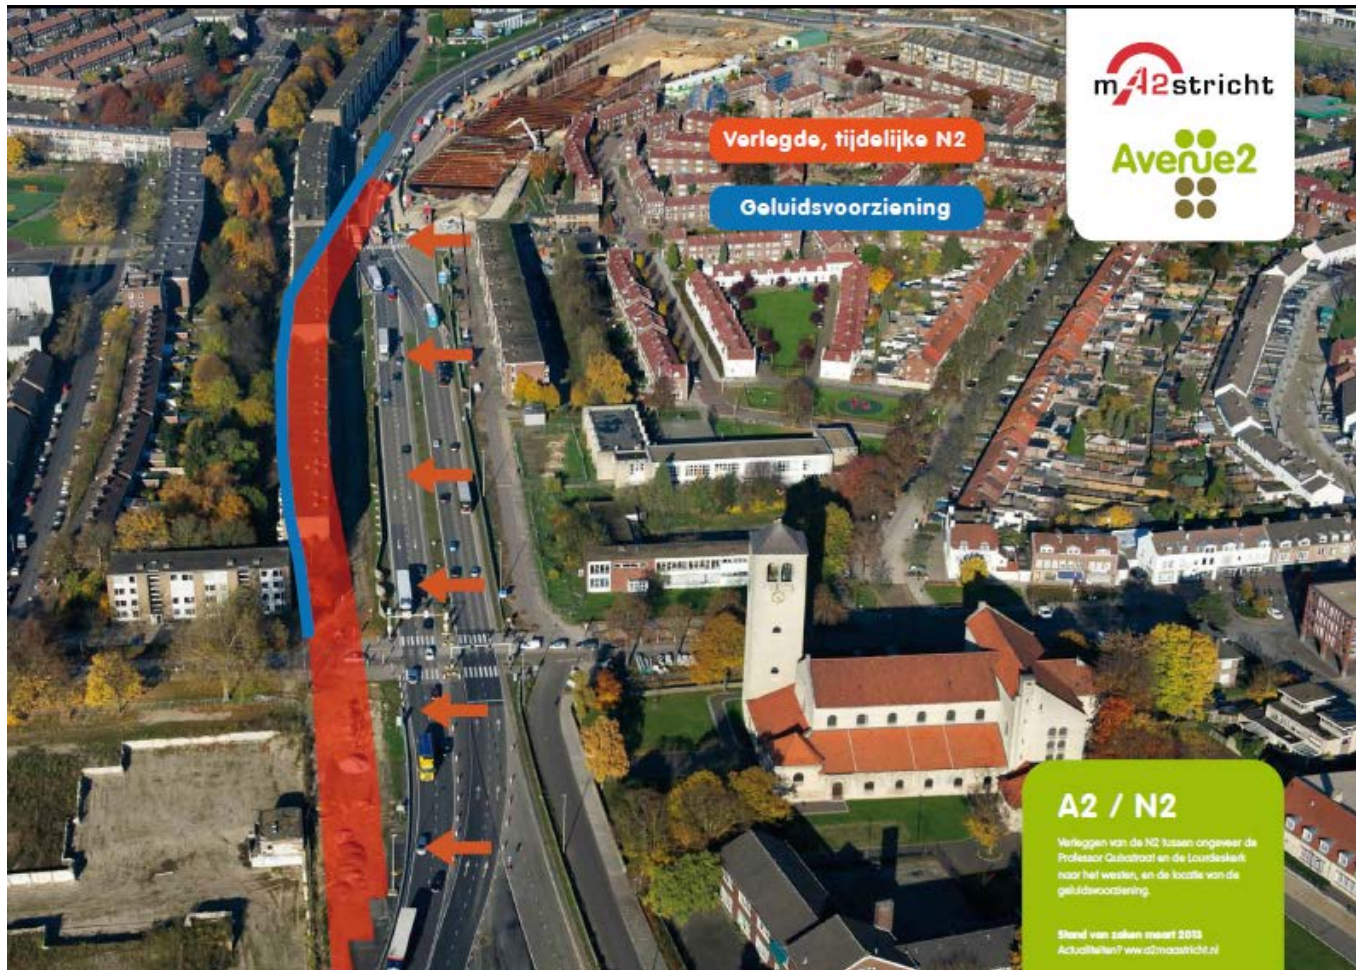 mA2stricht
Avenue2
Verlegde, tijdelijke N2
Geluidsvoorziening
A2 / N2
Verleggen van de N2 tussen ongeveer de
Professor Quixstraat en de Lourdeskerk
naar het westen, en de locatie van de
geluidsvoorziening.
Stand van zaken maart 2013
Actualiteiten? www.a2maastricht.nl